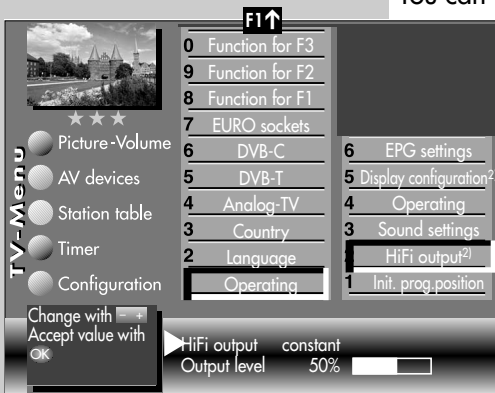 You can
F1↑
0 Function for F3
9 Function for F2
8 Function for F1
7 EURO sockets
6 DVB-C
5 DVB-T
4 Analog-TV
3 Country
2 Language
Operating
6 EPG settings
5 Display configuration2
4 Operating
3 Sound settings
HiFi output2)
1 Init. prog.position
TV-Menu
Picture-Volume
AV devices
Station table
Timer
Configuration
Change with - +
Accept value with
OK
HiFi output constant
Output level 50%